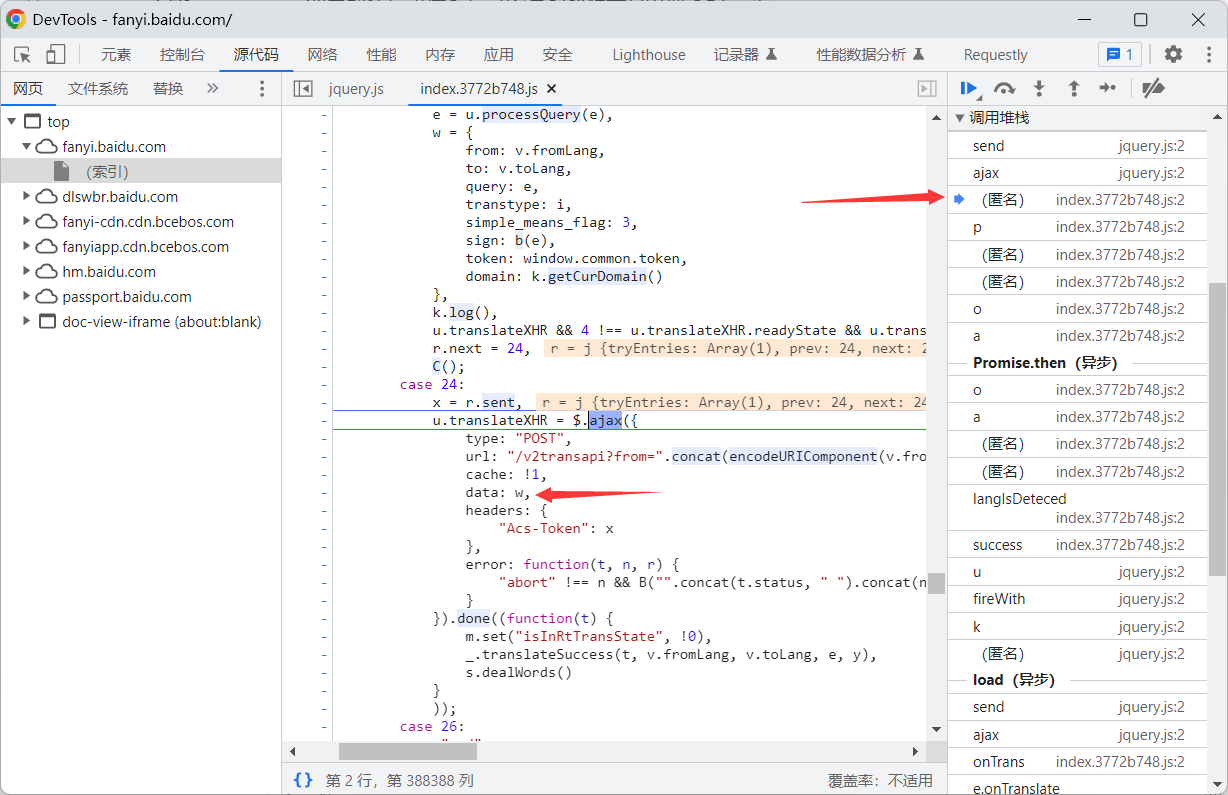 DevTools - fanyi.baidu.com/
元素 控制台 源代码 网络 性能 内存 应用 安全 Lighthouse 记录器 性能数据分析 Requestly 1
网页 文件系统 替换 »
jquery.js index.3772b748.js ×
top
fanyi.baidu.com
(索引)
dlswbr.baidu.com
fanyi-cdn.cdn.bcebos.com
fanyiapp.cdn.bcebos.com
hm.baidu.com
passport.baidu.com
doc-view-iframe (about:blank)
- e = u.processQuery(e),
- w = {
- from: v.fromLang,
- to: v.toLang,
- query: e,
- transtype: i,
- simple_means_flag: 3,
- sign: b(e),
- token: window.common.token,
- domain: k.getCurDomain()
- },
- k.log(),
- u.translateXHR && 4 !== u.translateXHR.readyState && u.trans
- r.next = 24, r = j {tryEntries: Array(1), prev: 24, next: 2
- C();
- case 24:
- x = r.sent, r = j {tryEntries: Array(1), prev: 24, next: 24
- u.translateXHR = $.ajax({
- type: "POST",
- url: "/v2transapi?from=".concat(encodeURIComponent(v.fro
- cache: !1,
- data: w,
- headers: {
- "Acs-Token": x
- },
- error: function(t, n, r) {
- "abort" !== n && B("".concat(t.status, " ").concat(n
- }
- }).done((function(t) {
- m.set("isInRtTransState", !0),
- _.translateSuccess(t, v.fromLang, v.toLang, e, y),
- s.dealWords()
- }
- ));
- case 26:
{} 第 2 行，第 388388 列 覆盖率：不适用
调用堆栈
send jquery.js:2
ajax jquery.js:2
(匿名) index.3772b748.js:2
p index.3772b748.js:2
(匿名) index.3772b748.js:2
(匿名) index.3772b748.js:2
o index.3772b748.js:2
a index.3772b748.js:2
Promise.then（异步）
o index.3772b748.js:2
a index.3772b748.js:2
(匿名) index.3772b748.js:2
(匿名) index.3772b748.js:2
langIsDeteced
index.3772b748.js:2
success index.3772b748.js:2
u jquery.js:2
fireWith jquery.js:2
k jquery.js:2
(匿名) jquery.js:2
load（异步）
send jquery.js:2
ajax jquery.js:2
onTrans index.3772b748.js:2
e.onTranslate